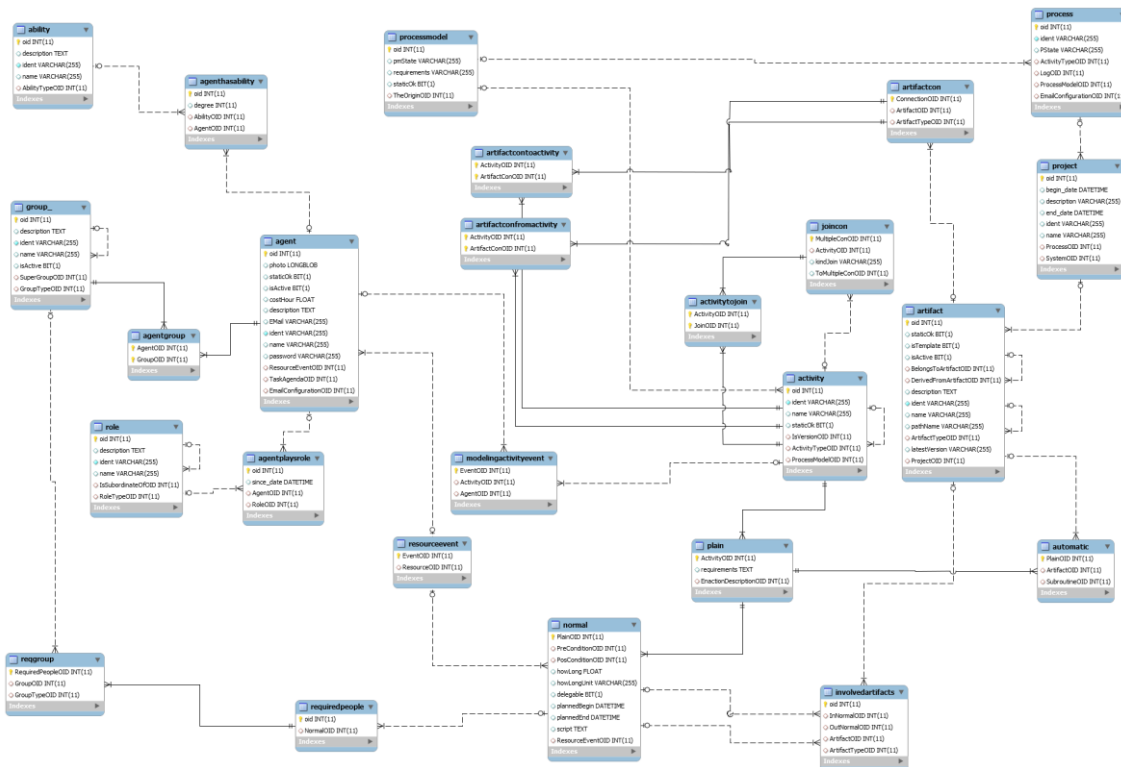 ability
oid INT(11)
description TEXT
ident VARCHAR(255)
name VARCHAR(255)
AbilityTypeOID INT(11)
Indexes
agenthasability
oid INT(11)
degree INT(11)
AbilityOID INT(11)
AgentOID INT(11)
Indexes
processmodel
oid INT(11)
pmState VARCHAR(255)
requirements VARCHAR(255)
staticOk BIT(1)
TheOriginOID INT(11)
Indexes
process
oid INT(11)
ident VARCHAR(255)
PState VARCHAR(255)
ActivityTypeOID INT(11)
LogOID INT(11)
ProcessModelOID INT(11)
EmailConfigurationOID INT(11)
Indexes
artifactcon
ConnectionOID INT(11)
ArtifactOID INT(11)
ArtifactTypeOID INT(11)
Indexes
artifactcontoactivity
ActivityOID INT(11)
ArtifactConOID INT(11)
Indexes
artifactconfromactivity
ActivityOID INT(11)
ArtifactConOID INT(11)
Indexes
project
oid INT(11)
begin_date DATETIME
description VARCHAR(255)
end_date DATETIME
ident VARCHAR(255)
name VARCHAR(255)
ProcessOID INT(11)
SystemOID INT(11)
Indexes
group_
oid INT(11)
description TEXT
ident VARCHAR(255)
name VARCHAR(255)
isActive BIT(1)
SuperGroupOID INT(11)
GroupTypeOID INT(11)
Indexes
agent
oid INT(11)
photo LONGBLOB
staticOk BIT(1)
isActive BIT(1)
costHour FLOAT
description TEXT
EMail VARCHAR(255)
ident VARCHAR(255)
name VARCHAR(255)
password VARCHAR(255)
ResourceEventOID INT(11)
TaskAgendaOID INT(11)
EmailConfigurationOID INT(11)
Indexes
joincon
MultipleConOID INT(11)
ActivityOID INT(11)
kindJoin VARCHAR(255)
ToMultipleConOID INT(11)
Indexes
activitytojoin
ActivityOID INT(11)
JoinOID INT(11)
Indexes
artifact
oid INT(11)
staticOk BIT(1)
isTemplate BIT(1)
isActive BIT(1)
BelongsToArtifactOID INT(11)
DerivedFromArtifactOID INT(11)
description TEXT
ident VARCHAR(255)
name VARCHAR(255)
pathName VARCHAR(255)
ArtifactTypeOID INT(11)
latestVersion VARCHAR(255)
ProjectOID INT(11)
Indexes
agentgroup
AgentOID INT(11)
GroupOID INT(11)
Indexes
activity
oid INT(11)
ident VARCHAR(255)
name VARCHAR(255)
staticOk BIT(1)
IsVersionOID INT(11)
ActivityTypeOID INT(11)
ProcessModelOID INT(11)
Indexes
role
oid INT(11)
description TEXT
ident VARCHAR(255)
name VARCHAR(255)
IsSubordinateOfOID INT(11)
RoleTypeOID INT(11)
Indexes
agentplaysrole
oid INT(11)
since_date DATETIME
AgentOID INT(11)
RoleOID INT(11)
Indexes
modelingactivityevent
EventOID INT(11)
ActivityOID INT(11)
AgentOID INT(11)
Indexes
resourceevent
EventOID INT(11)
ResourceOID INT(11)
Indexes
plain
ActivityOID INT(11)
requirements TEXT
EnactionDescriptionOID INT(11)
Indexes
automatic
PlainOID INT(11)
ArtifactOID INT(11)
SubroutineOID INT(11)
Indexes
normal
PlainOID INT(11)
PreConditionOID INT(11)
PosConditionOID INT(11)
howLong FLOAT
howLongUnit VARCHAR(255)
delegable BIT(1)
plannedBegin DATETIME
plannedEnd DATETIME
script TEXT
ResourceEventOID INT(11)
Indexes
reqgroup
RequiredPeopleOID INT(11)
GroupOID INT(11)
GroupTypeOID INT(11)
Indexes
requiredpeople
oid INT(11)
NormalOID INT(11)
Indexes
involvedartifacts
oid INT(11)
InNormalOID INT(11)
OutNormalOID INT(11)
ArtifactOID INT(11)
ArtifactTypeOID INT(11)
Indexes